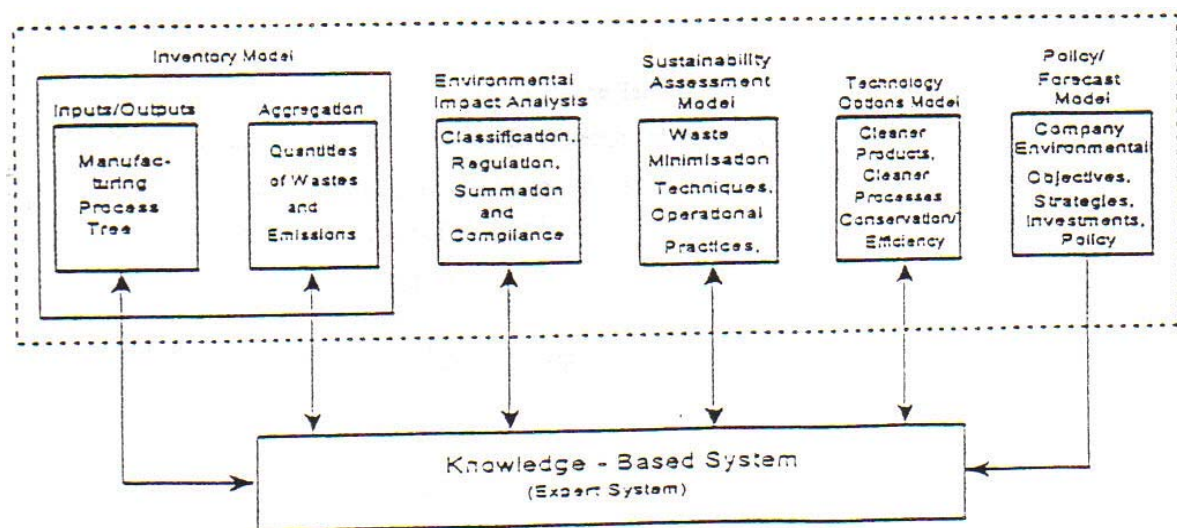 Inventory Model
Inputs/Outputs
Manufac-
turing
Process
Tree
Aggregation
Quantites
of Wastes
and
Emissions
Environmental
Impact Analysis
Classification,
Regulation,
Summation
and
Compliance
Sustainability
Assessment
Model
Waste
Minimisation
Techniques,
Operational
Practices,
Technology
Options Model
Cleaner
Products,
Cleaner
Processes
Conservation/
Efficiency
Policy/
Forecast
Model
Company
Environmental
Objectives,
Strategies,
Investments,
Policy
Knowledge - Based System
(Expert System)